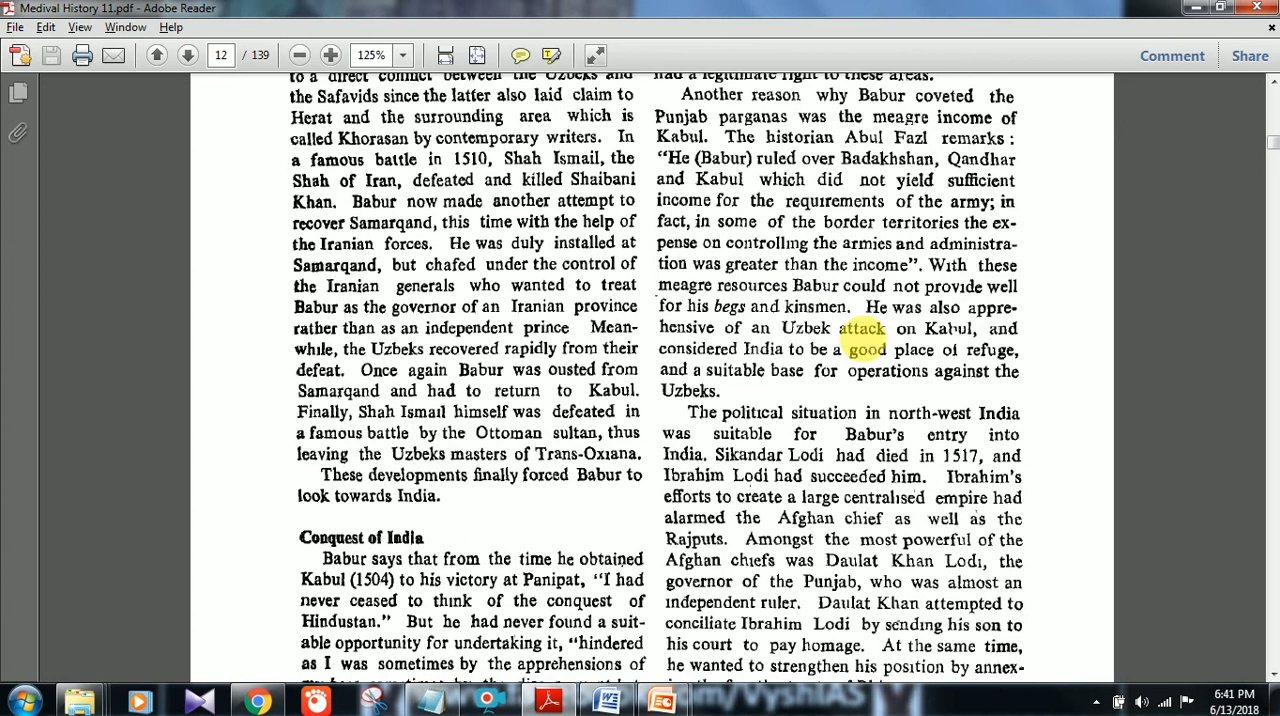 Medival History 11.pdf - Adobe Reader
File Edit View Window Help
12 / 139 125% Comment Share
to a direct conflict between the Uzbeks and
the Safavids since the latter also laid claim to
Herat and the surrounding area which is
called Khorasan by contemporary writers. In
a famous battle in 1510, Shah Ismail, the
Shah of Iran, defeated and killed Shaibani
Khan. Babur now made another attempt to
recover Samarqand, this time with the help of
the Iranian forces. He was duly installed at
Samarqand, but chafed under the control of
the Iranian generals who wanted to treat
Babur as the governor of an Iranian province
rather than as an independent prince Mean-
while, the Uzbeks recovered rapidly from their
defeat. Once again Babur was ousted from
Samarqand and had to return to Kabul.
Finally, Shah Ismail himself was defeated in
a famous battle by the Ottoman sultan, thus
leaving the Uzbeks masters of Trans-Oxiana.
These developments finally forced Babur to
look towards India.
Conquest of India
Babur says that from the time he obtained
Kabul (1504) to his victory at Panipat, "I had
never ceased to think of the conquest of
Hindustan." But he had never found a suit-
able opportunity for undertaking it, "hindered
as I was sometimes by the apprehensions of
had a legitimate right to these areas.
Another reason why Babur coveted the
Punjab parganas was the meagre income of
Kabul. The historian Abul Fazl remarks :
"He (Babur) ruled over Badakhshan, Qandhar
and Kabul which did not yield sufficient
income for the requirements of the army; in
fact, in some of the border territories the ex-
pense on controlling the armies and administra-
tion was greater than the income". With these
meagre resources Babur could not provide well
for his begs and kinsmen. He was also appre-
hensive of an Uzbek attack on Kabul, and
considered India to be a good place of refuge,
and a suitable base for operations against the
Uzbeks.
The political situation in north-west India
was suitable for Babur's entry into
India. Sikandar Lodi had died in 1517, and
Ibrahim Lodi had succeeded him. Ibrahim's
efforts to create a large centralised empire had
alarmed the Afghan chief as well as the
Rajputs. Amongst the most powerful of the
Afghan chiefs was Daulat Khan Lodi, the
governor of the Punjab, who was almost an
independent ruler. Daulat Khan attempted to
conciliate Ibrahim Lodi by sending his son to
his court to pay homage. At the same time,
he wanted to strengthen his position by annex-
6:41 PM
6/13/2018